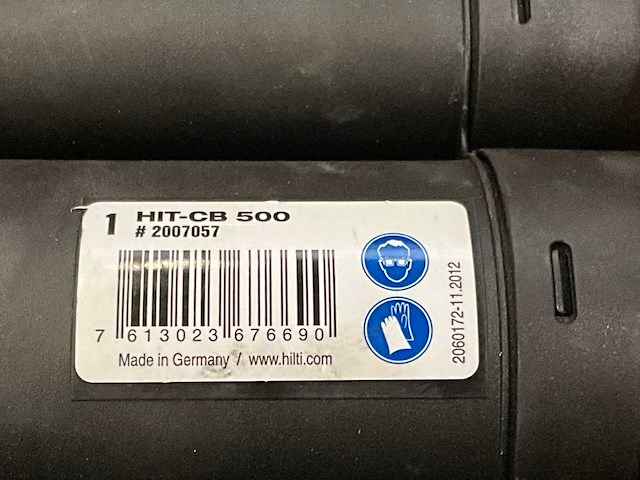 1 HIT-CB 500
# 2007057
7 613023 676690
Made in Germany / www.hilti.com
2060172-11.2012